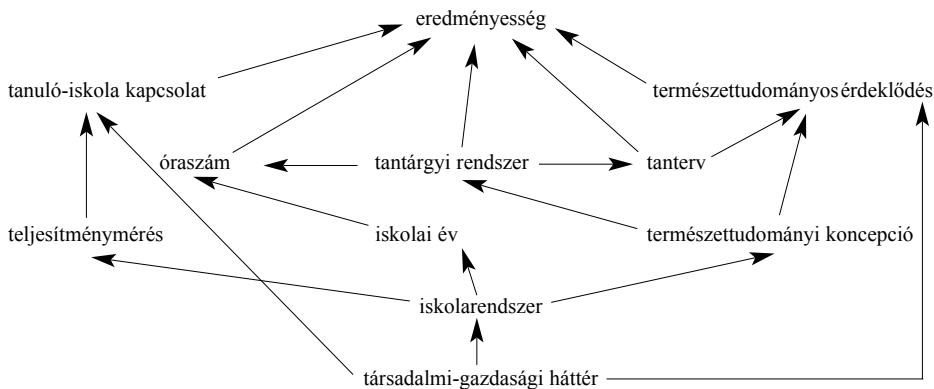 eredményesség
tanuló-iskola kapcsolat
természettudományos érdeklődés
óraszám
tantárgyi rendszer
tanterv
teljesítménymérés
iskolai év
természettudományi koncepció
iskolarendszer
társadalmi-gazdasági háttér